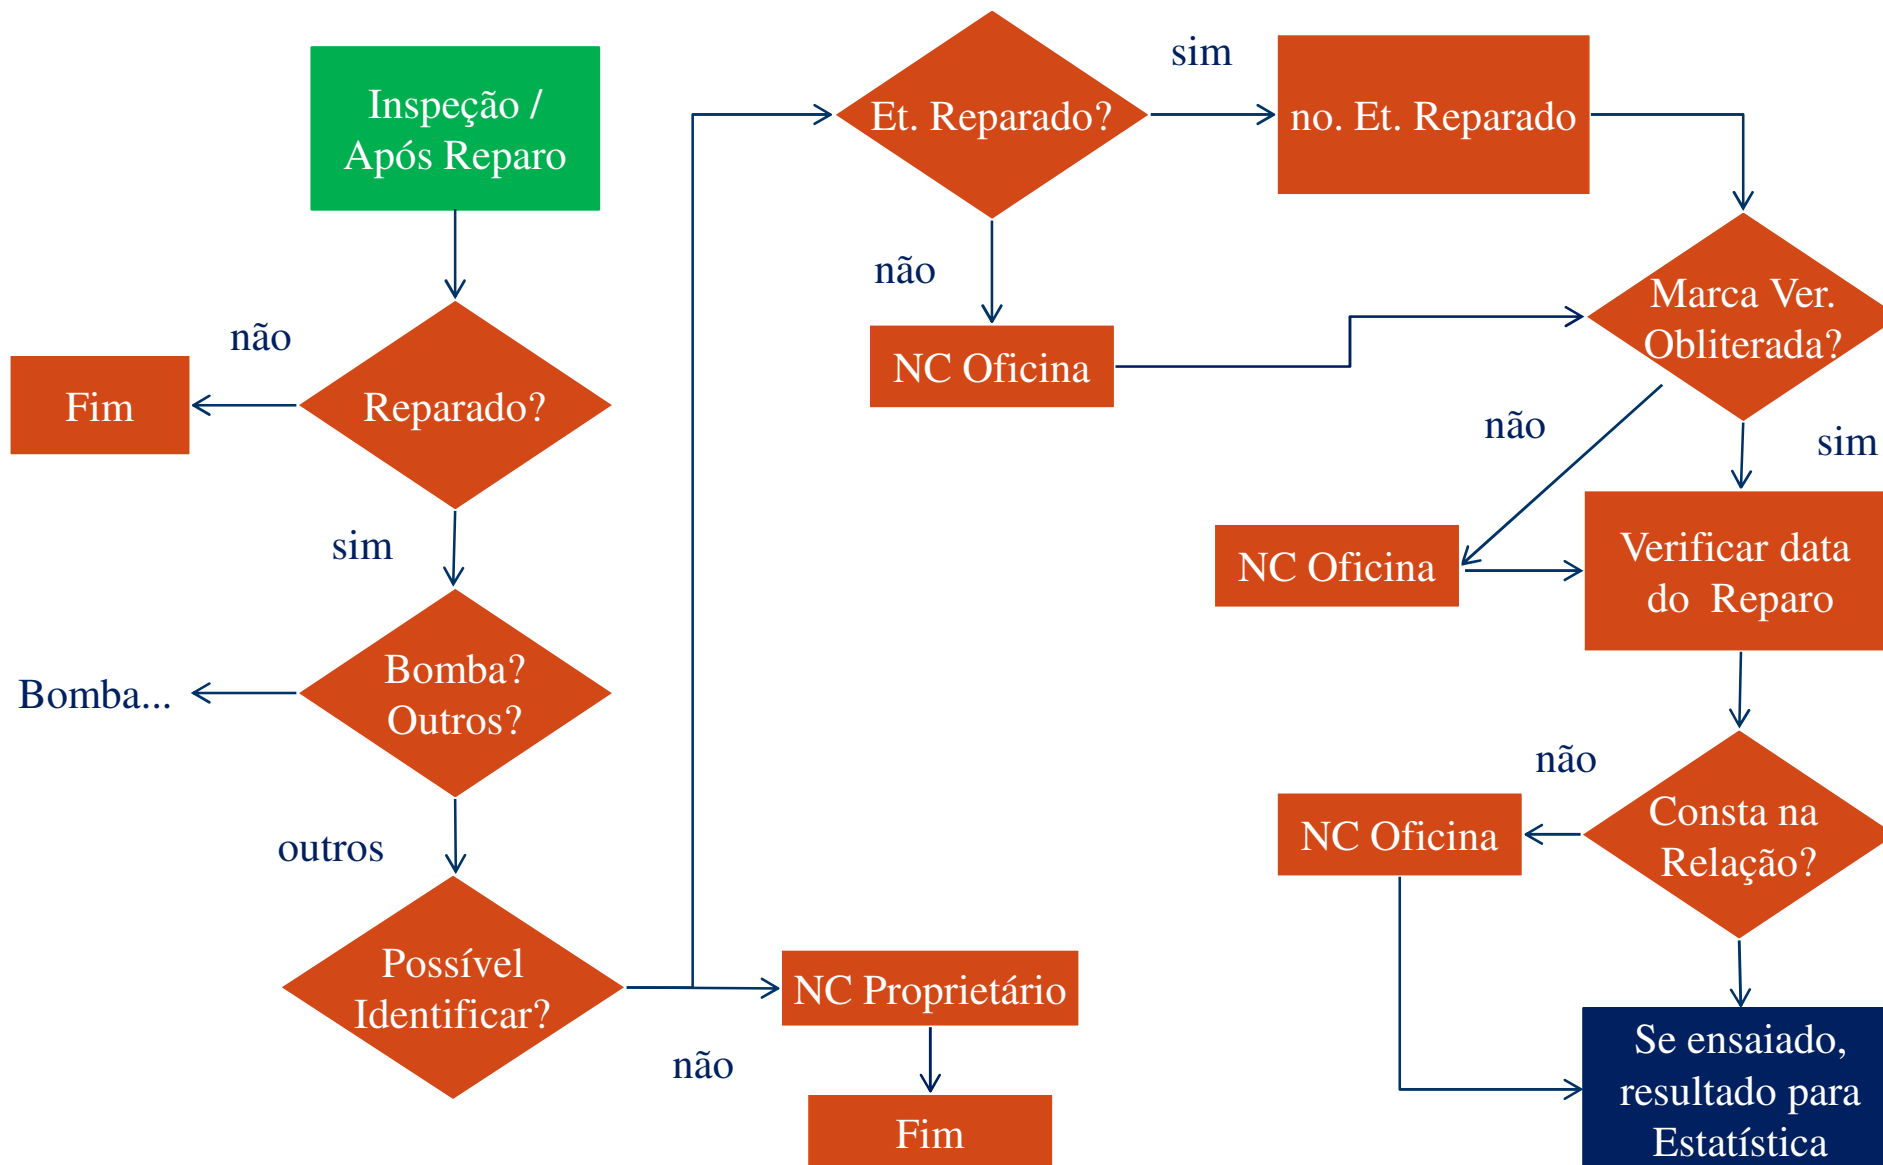 Inspeção /
Após Reparo
não
Fim
Reparado?
sim
Bomba?
Outros?
Bomba...
outros
Possível
Identificar?
não
NC Proprietário
Fim
Et. Reparado?
sim
no. Et. Reparado
não
NC Oficina
Marca Ver.
Obliterada?
não
sim
NC Oficina
Verificar data
do  Reparo
não
NC Oficina
Consta na
Relação?
Se ensaiado,
resultado para
Estatística